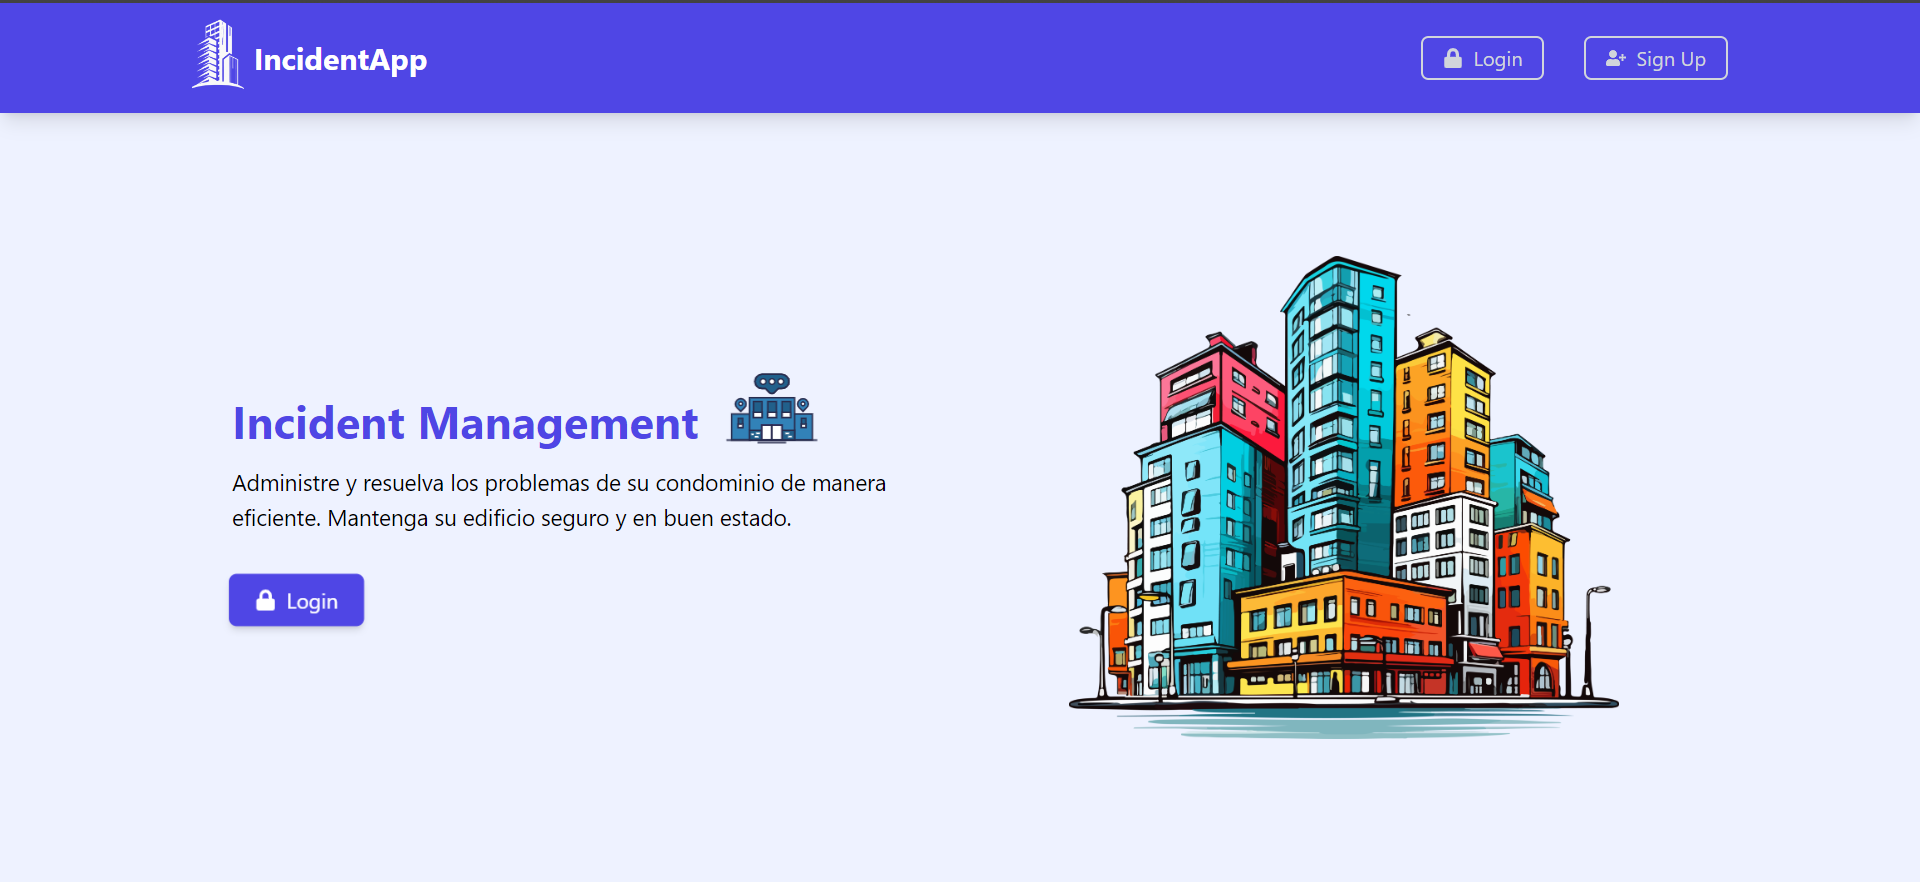 IncidentApp
Login
Sign Up
Incident Management
Administre y resuelva los problemas de su condominio de manera
eficiente. Mantenga su edificio seguro y en buen estado.
Login